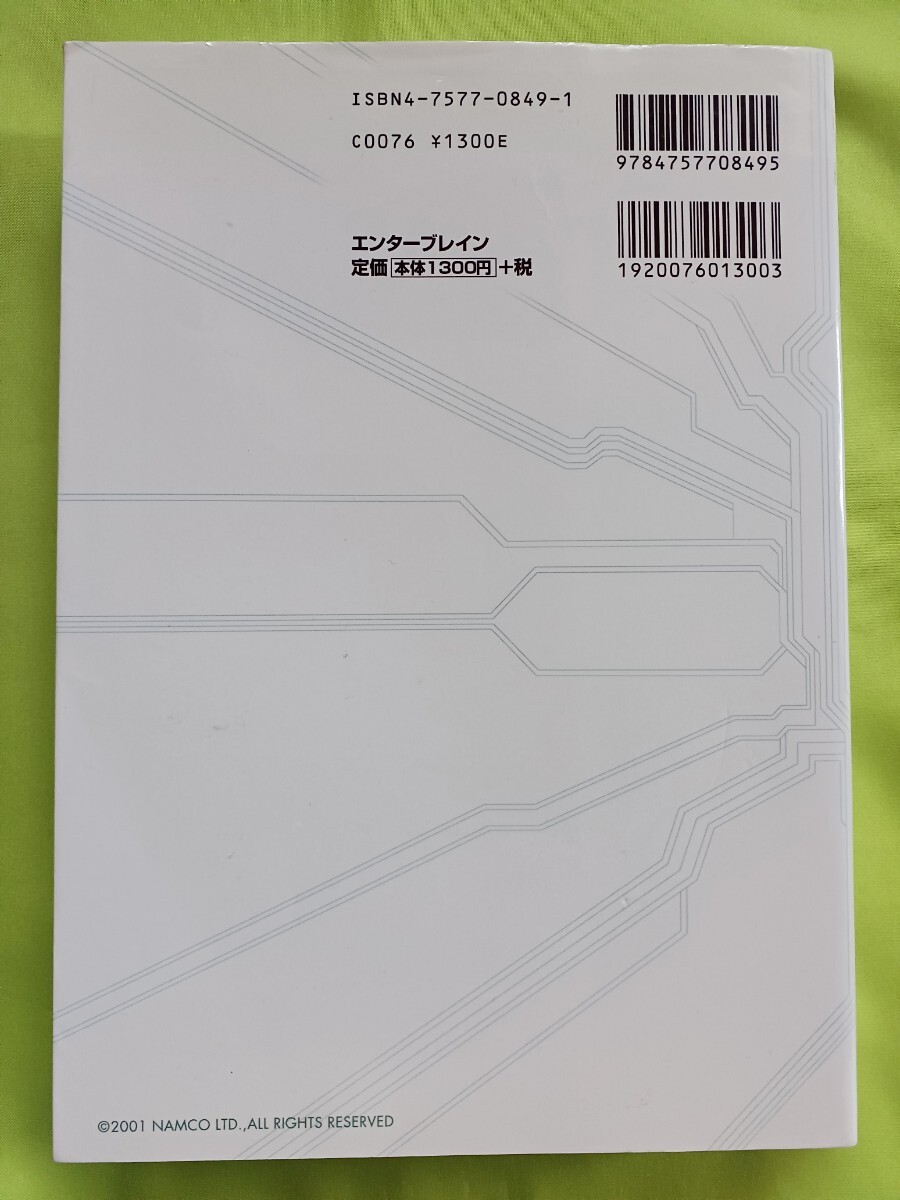 ISBN4-7577-0849-1
C0076 ¥1300E
9784757708495
エンターブレイン
定価 本体1300円 +税
1920076013003
©2001 NAMCO LTD.,ALL RIGHTS RESERVED